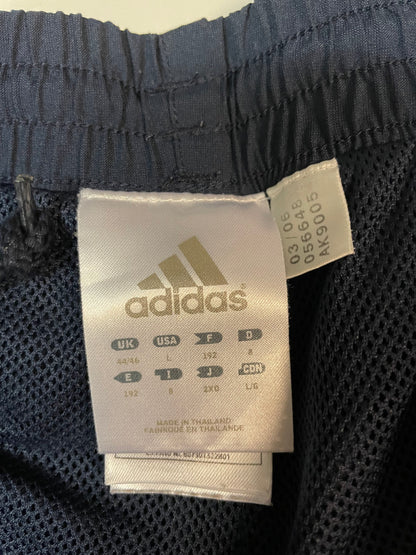 03/06
056648
AK9005
adidas
UK USA F D
44/46 L 192 8
E I J CDN
192 8 2XO L/G
MADE IN THAILAND
FABRIQUÉ EN THAÏLANDE